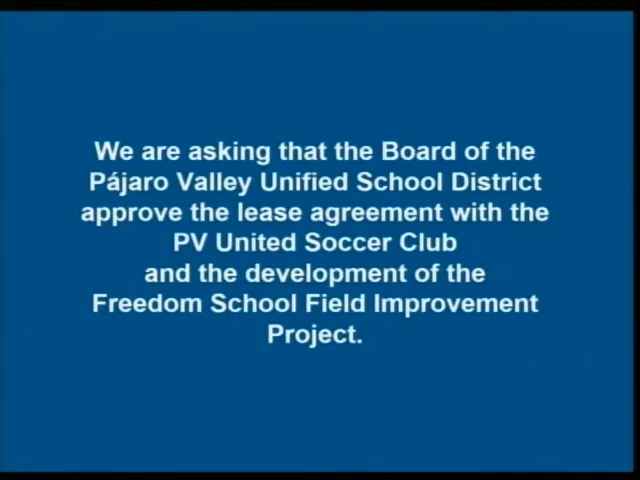 We are asking that the Board of the
Pájaro Valley Unified School District
approve the lease agreement with the
PV United Soccer Club
and the development of the
Freedom School Field Improvement
Project.